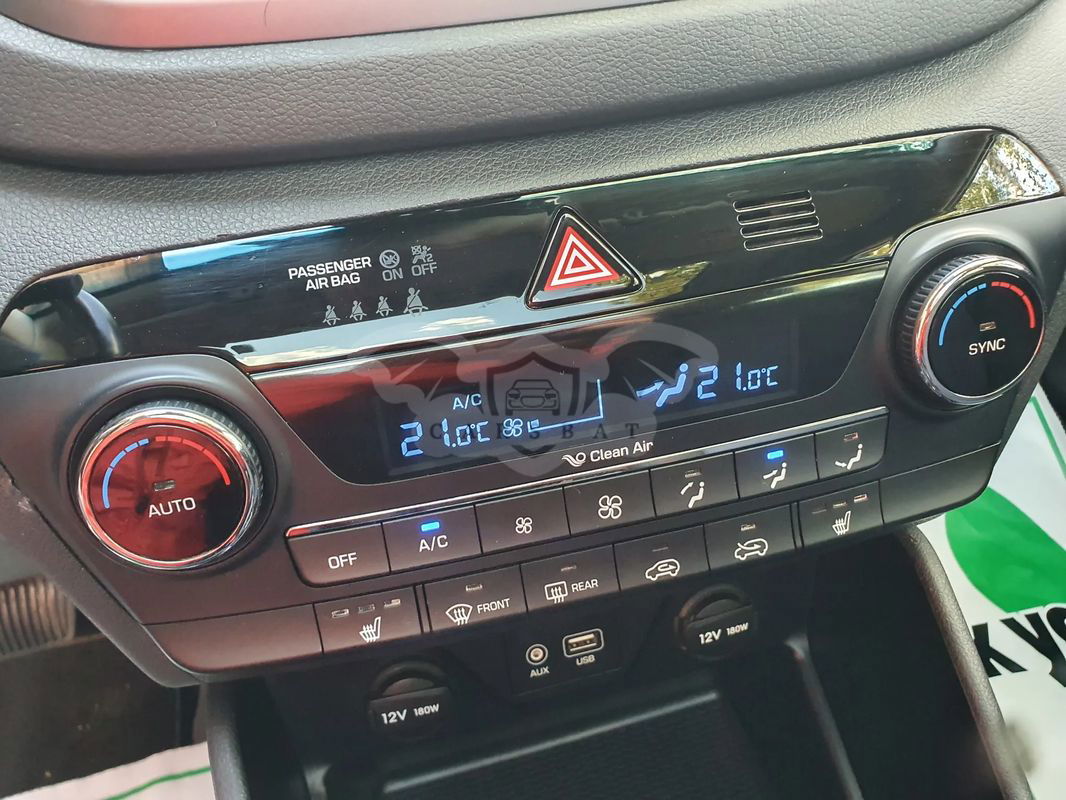 PASSENGER
AIR BAG
ON OFF
A/C
21.0°C
21.0°C
CARSBAT
Clean Air
AUTO
SYNC
OFF
A/C
FRONT
REAR
AUX
USB
12V 180W
12V 180W